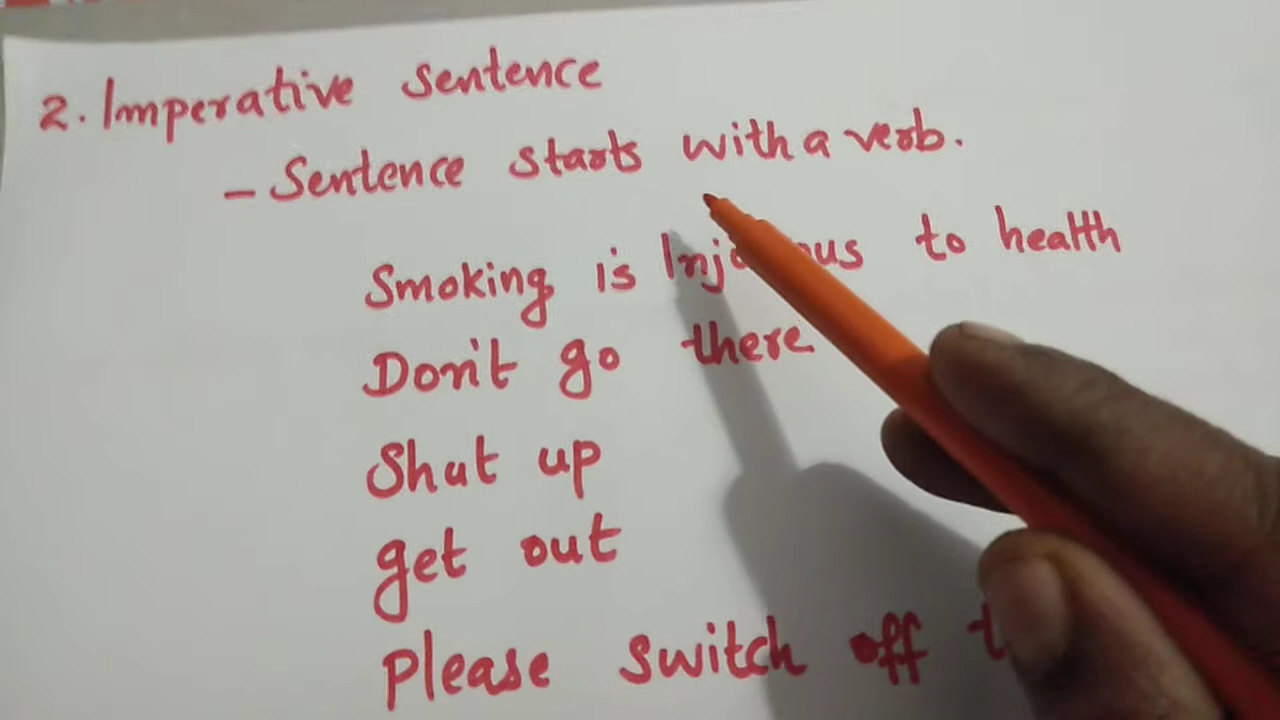 2. Imperative Sentence
- Sentence starts with a verb.
Smoking is to health
Don't go there
Shut up
get out
Please switch off